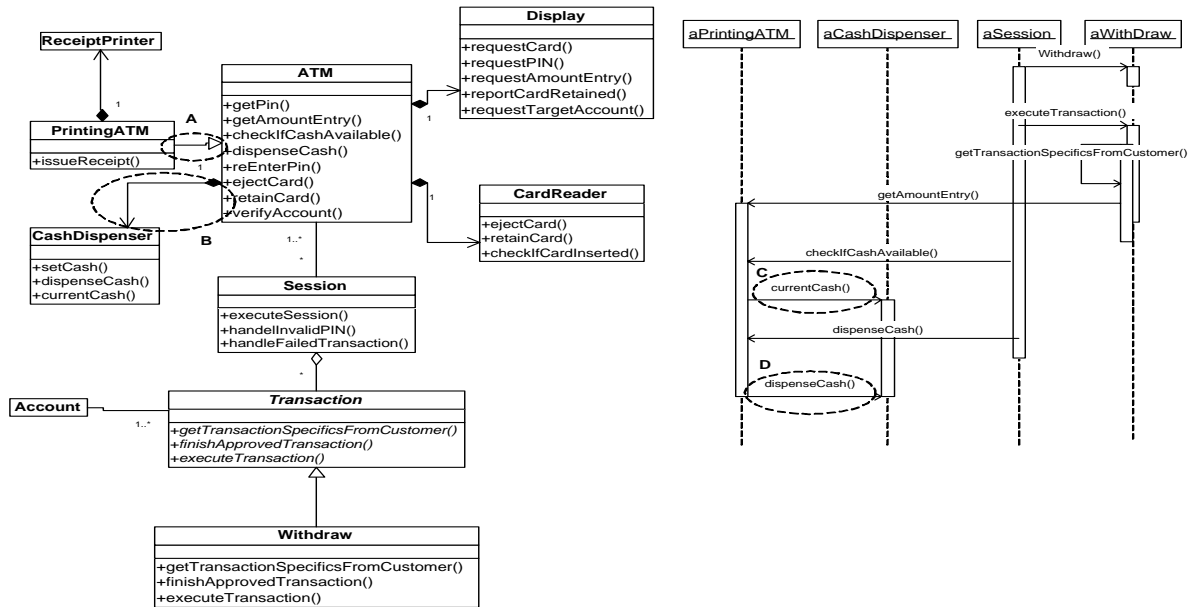 Display
+requestCard()
+requestPIN()
+requestAmountEntry()
+reportCardRetained()
+requestTargetAccount()
ReceiptPrinter
1
ATM
+getPin()
+getAmountEntry()
+checkIfCashAvailable()
+dispenseCash()
+reEnterPin()
+ejectCard()
+retainCard()
+verifyAccount()
1
PrintingATM
+issueReceipt()
A
1
B
CashDispenser
+setCash()
+dispenseCash()
+currentCash()
1
CardReader
+ejectCard()
+retainCard()
+checkIfCardInserted()
1..*
*
Session
+executeSession()
+handelInvalidPIN()
+handleFailedTransaction()
*
Account
1..*
Transaction
+getTransactionSpecificsFromCustomer()
+finishApprovedTransaction()
+executeTransaction()
Withdraw
+getTransactionSpecificsFromCustomer()
+finishApprovedTransaction()
+executeTransaction()
aPrintingATM
aCashDispenser
aSession
aWithDraw
Withdraw()
executeTransaction()
getTransactionSpecificsFromCustomer()
getAmountEntry()
checkIfCashAvailable()
C
currentCash()
dispenseCash()
D
dispenseCash()